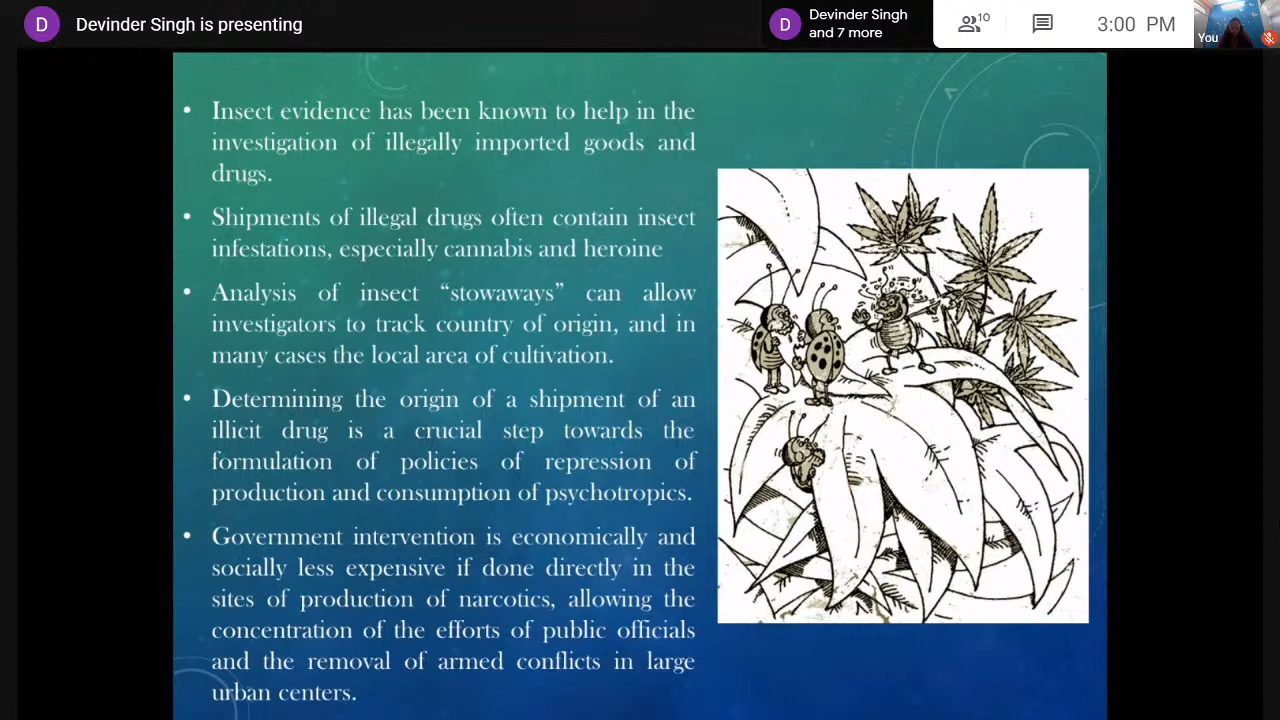 D Devinder Singh is presenting
D Devinder Singh
and 7 more
10
3:00 PM
You
• Insect evidence has been known to help in the
investigation of illegally imported goods and
drugs.
• Shipments of illegal drugs often contain insect
infestations, especially cannabis and heroine
• Analysis of insect “stowaways” can allow
investigators to track country of origin, and in
many cases the local area of cultivation.
• Determining the origin of a shipment of an
illicit drug is a crucial step towards the
formulation of policies of repression of
production and consumption of psychotropics.
• Government intervention is economically and
socially less expensive if done directly in the
sites of production of narcotics, allowing the
concentration of the efforts of public officials
and the removal of armed conflicts in large
urban centers.